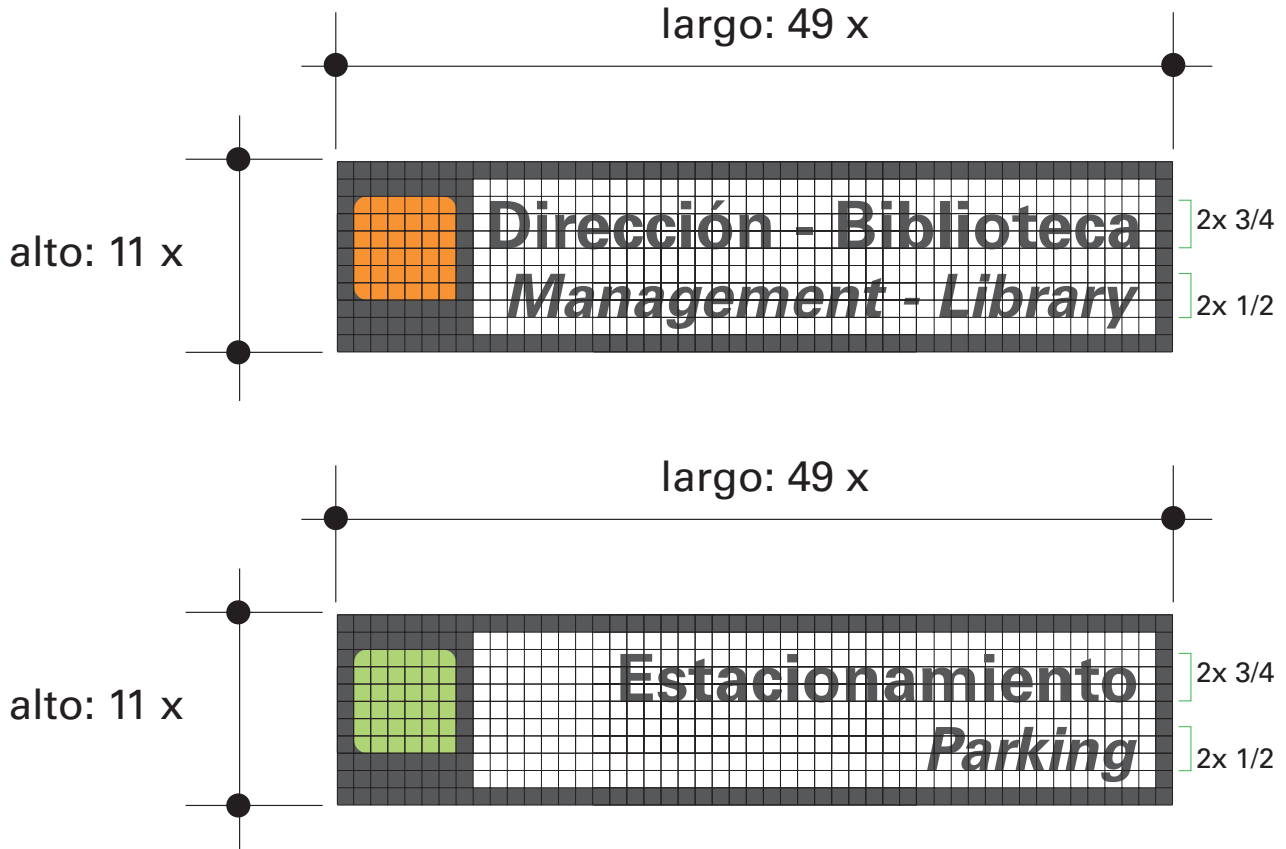 largo: 49 x
alto: 11 x
Dirección - Biblioteca
2x 3/4
Management - Library
2x 1/2
largo: 49 x
alto: 11 x
Estacionamiento
2x 3/4
Parking
2x 1/2